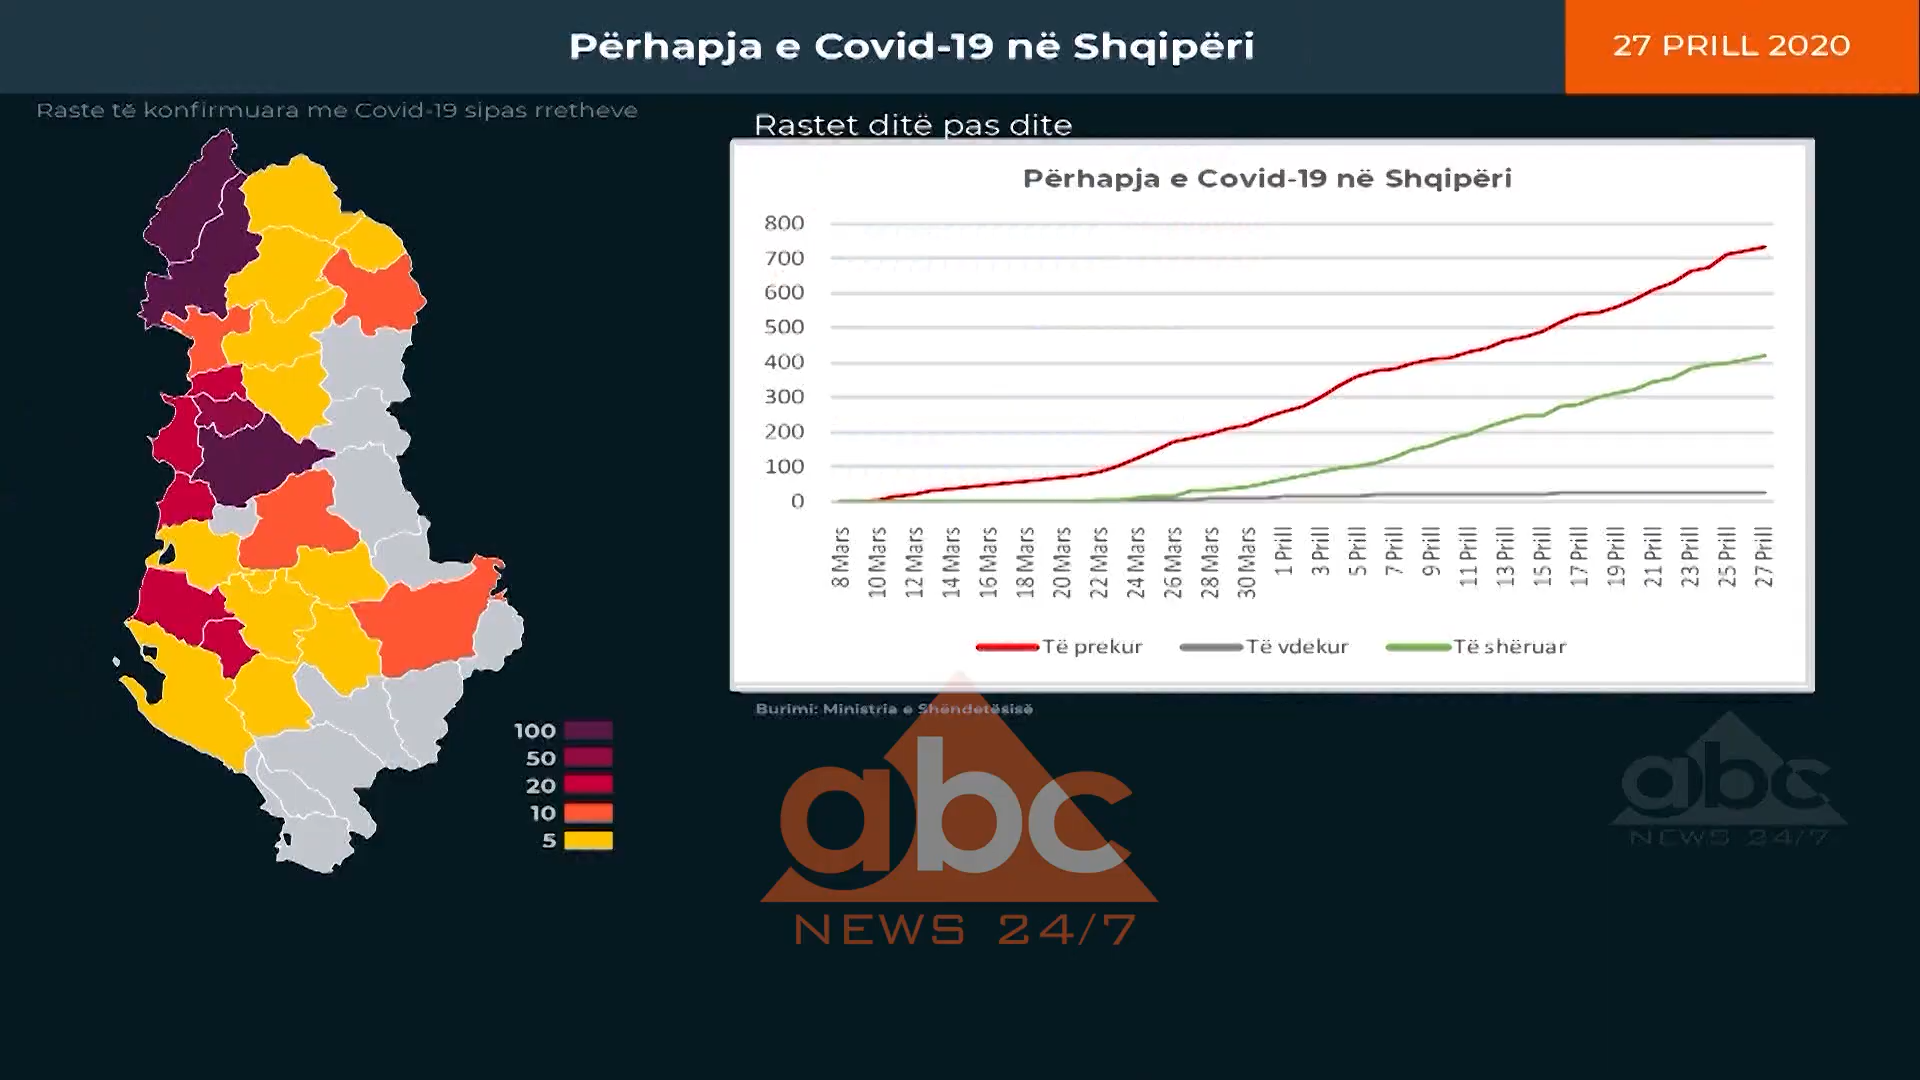 Përhapja e Covid-19 në Shqipëri
27 PRILL 2020
Raste të konfirmuara me Covid-19 sipas rretheve
100
50
20
10
5
Rastet ditë pas dite
Përhapja e Covid-19 në Shqipëri
800
700
600
500
400
300
200
100
0
8 Mars
10 Mars
12 Mars
14 Mars
16 Mars
18 Mars
20 Mars
22 Mars
24 Mars
26 Mars
28 Mars
30 Mars
1 Prill
3 Prill
5 Prill
7 Prill
9 Prill
11 Prill
13 Prill
15 Prill
17 Prill
19 Prill
21 Prill
23 Prill
25 Prill
27 Prill
Të prekur
Të vdekur
Të shëruar
Burimi: Ministria e Shëndetësisë
abc
NEWS 24/7
abc
NEWS 24/7